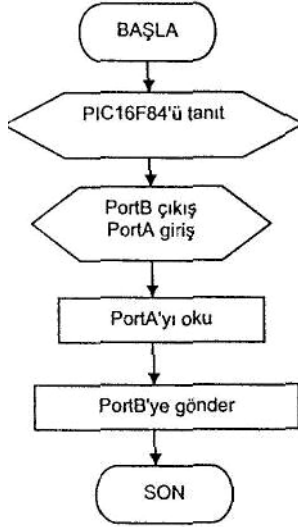 BAŞLA
PIC16F84'ü tanıt
PortB çıkış
PortA giriş
PortA'yı oku
PortB'ye gönder
SON